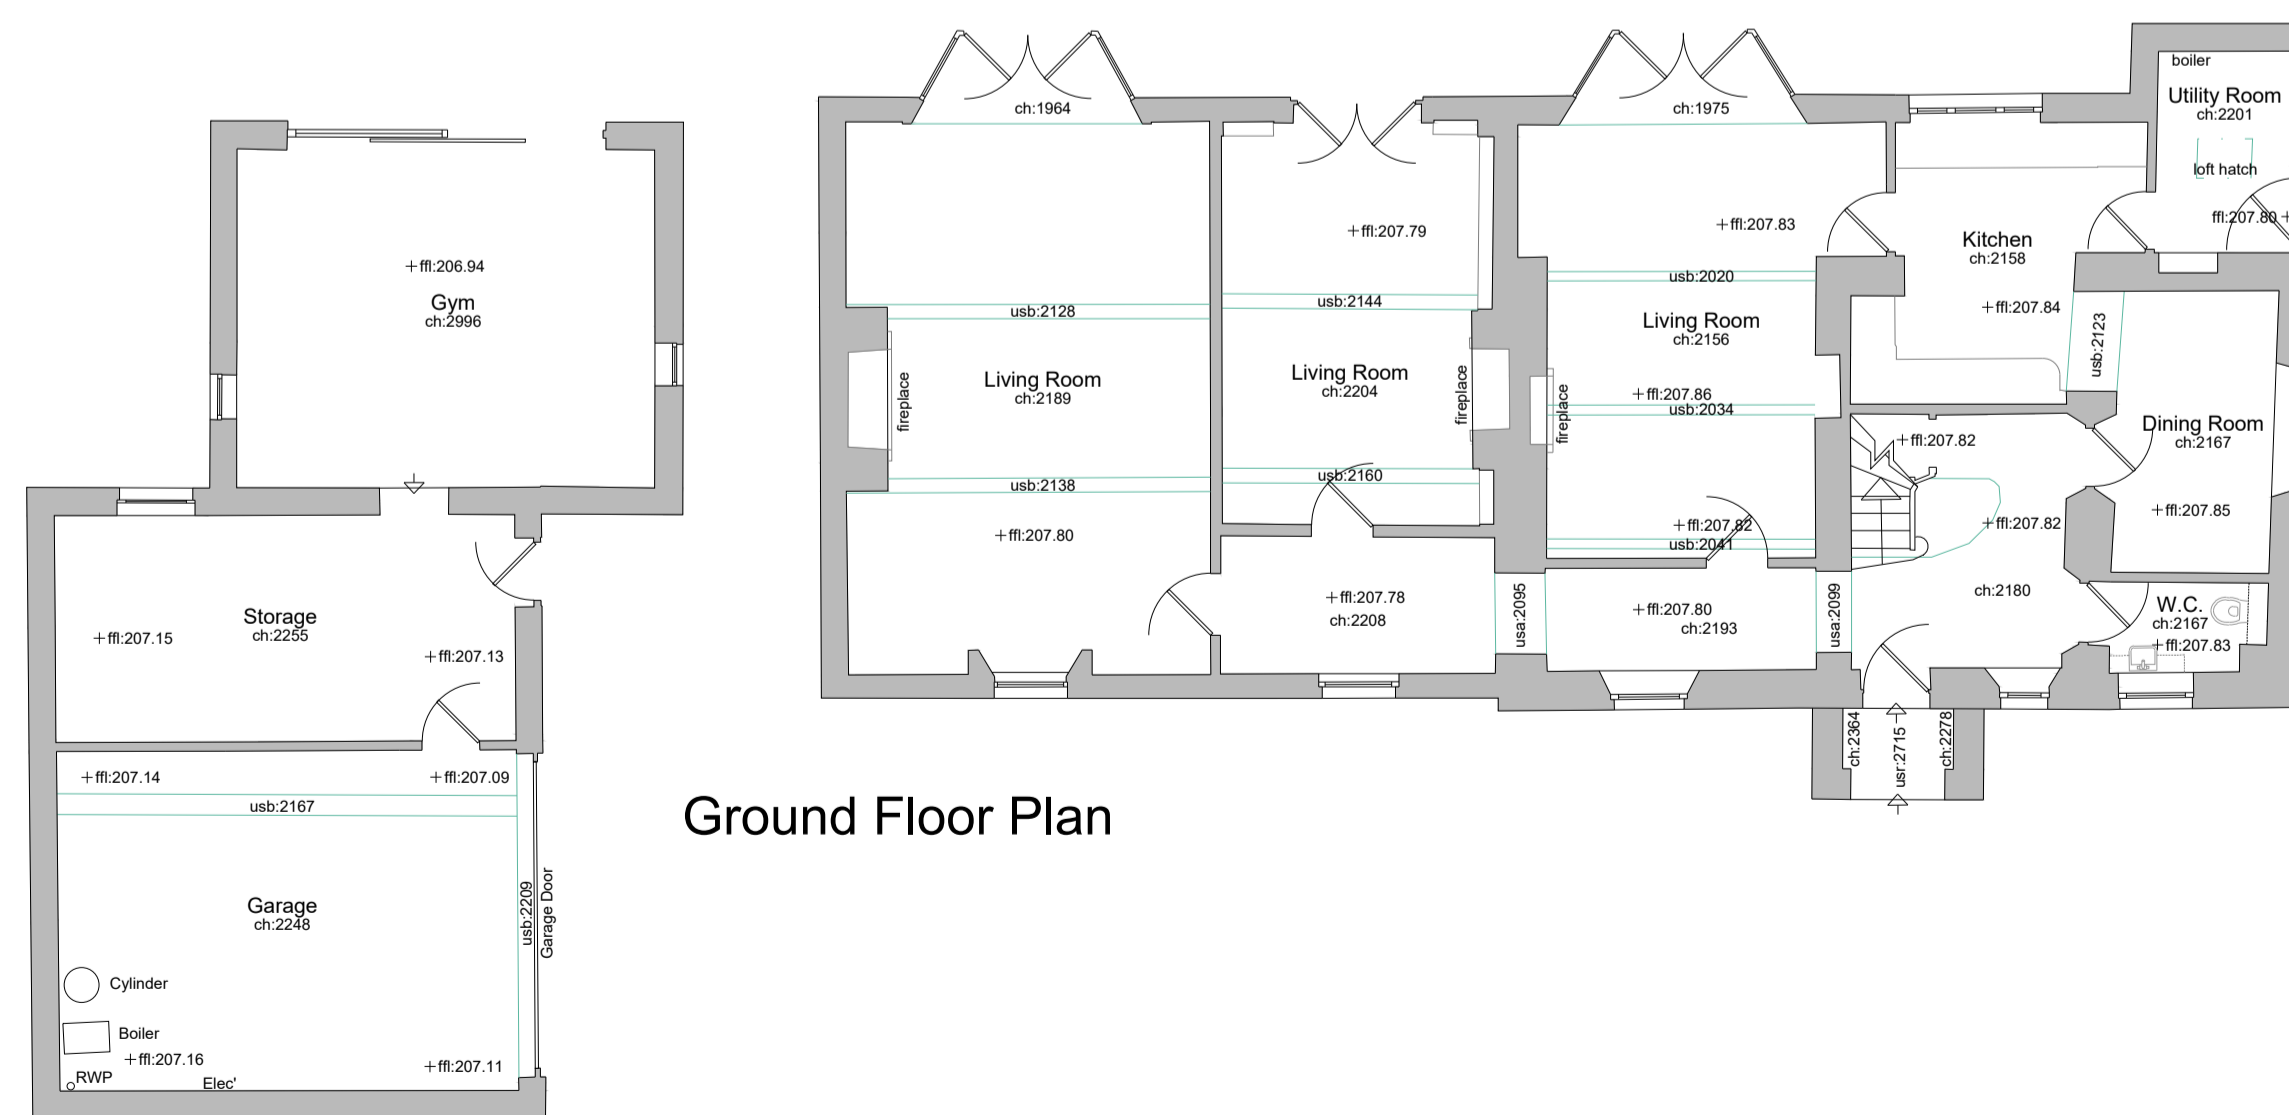 +ffl:206.94
Gym
ch:2996
Storage
ch:2255
+ffl:207.15
+ffl:207.13
+ffl:207.14
+ffl:207.09
usb:2167
usb:2209
Garage Door
Garage
ch:2248
Cylinder
Boiler
+ffl:207.16
+ffl:207.11
RWP
Elec'
Ground Floor Plan
ch:1964
usb:2128
Living Room
ch:2189
fireplace
usb:2138
+ffl:207.80
+ffl:207.79
usb:2144
Living Room
ch:2204
fireplace
usb:2160
+ffl:207.78
ch:2208
usa:2095
ch:1975
+ffl:207.83
usb:2020
Living Room
ch:2156
+ffl:207.86
usb:2034
fireplace
+ffl:207.82
usb:2041
+ffl:207.80
ch:2193
usa:2099
Kitchen
ch:2158
+ffl:207.84
usb:2123
boiler
Utility Room
ch:2201
loft hatch
ffl:207.80+
Dining Room
ch:2167
+ffl:207.85
+ffl:207.82
+ffl:207.82
ch:2180
W.C.
ch:2167
+ffl:207.83
ch:2364
usr:2715
ch:2278